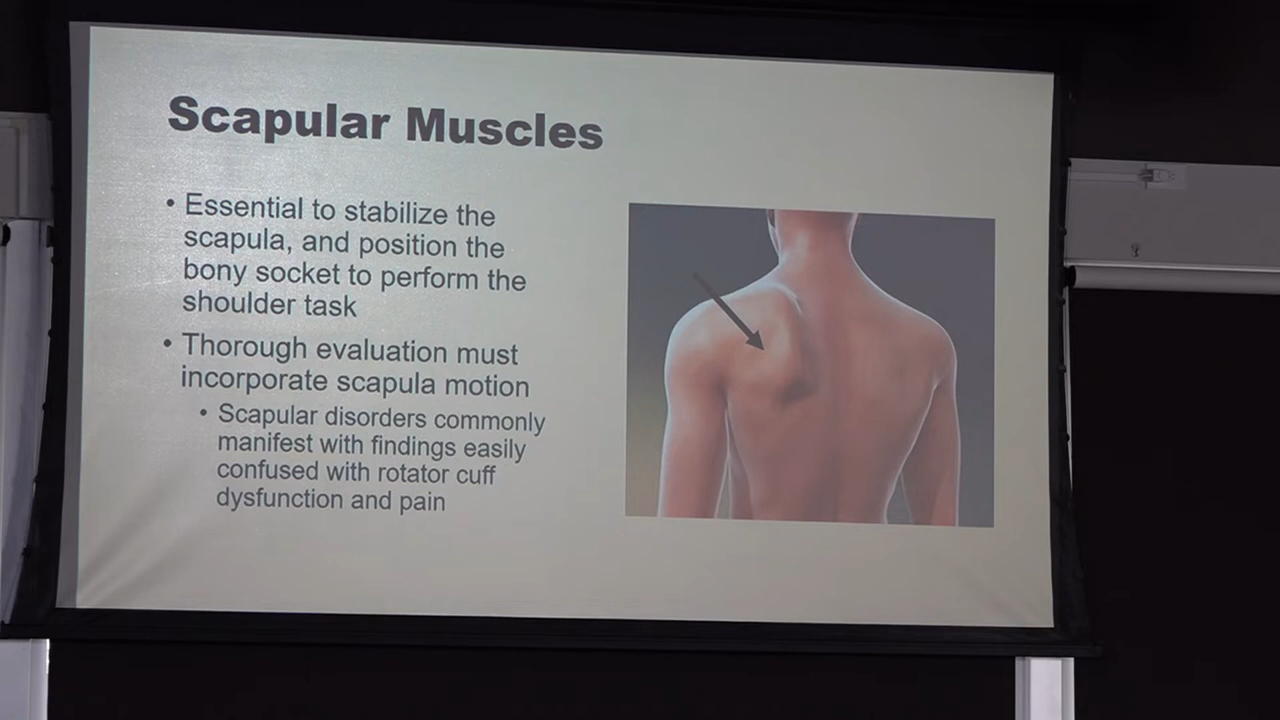 Scapular Muscles
• Essential to stabilize the
scapula, and position the
bony socket to perform the
shoulder task
• Thorough evaluation must
incorporate scapula motion
• Scapular disorders commonly
manifest with findings easily
confused with rotator cuff
dysfunction and pain